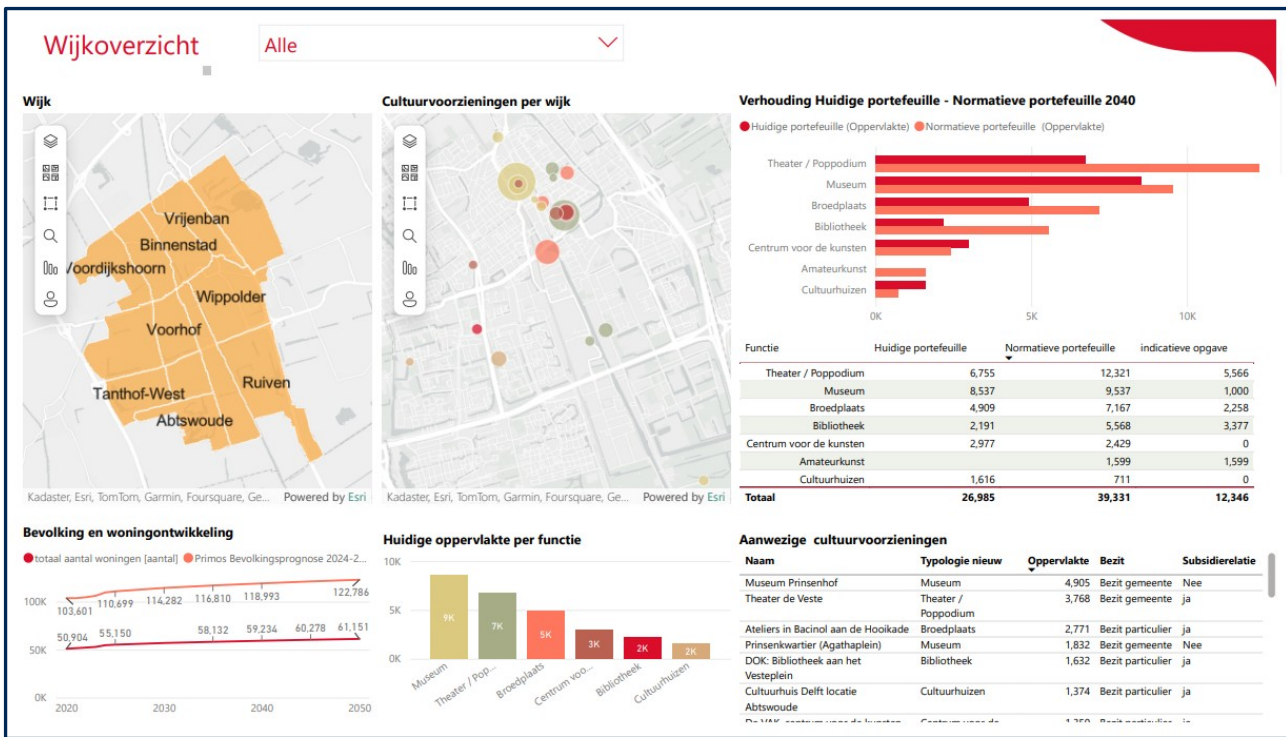 Wijkoverzicht
Alle
Wijk
Vrijenban
Binnenstad
Voordijkshoorn
Wippolder
Voorhof
Ruiven
Tanthof-West
Abtswoude
Kadaster, Esri, TomTom, Garmin, Foursquare, Ge... Powered by Esri
Cultuurvoorzieningen per wijk
Kadaster, Esri, TomTom, Garmin, Foursquare, Ge... Powered by Esri
Verhouding Huidige portefeuille - Normatieve portefeuille 2040
Huidige portefeuille (Oppervlakte) Normatieve portefeuille (Oppervlakte)
Theater / Poppodium
Museum
Broedplaats
Bibliotheek
Centrum voor de kunsten
Amateurkunst
Cultuurhuizen
0K 5K 10K
Functie Huidige portefeuille Normatieve portefeuille indicatieve opgave
Theater / Poppodium 6,755 12,321 5,566
Museum 8,537 9,537 1,000
Broedplaats 4,909 7,167 2,258
Bibliotheek 2,191 5,568 3,377
Centrum voor de kunsten 2,977 2,429 0
Amateurkunst 1,599 1,599
Cultuurhuizen 1,616 711 0
Totaal 26,985 39,331 12,346
Bevolking en woningontwikkeling
totaal aantal woningen [aantal] Primos Bevolkingsprognose 2024-2...
100K
50K
0K
103,601 110,699 114,282 116,810 118,993 122,786
50,904 55,150 58,132 59,234 60,278 61,151
2020 2030 2040 2050
Huidige oppervlakte per functie
10K
5K
0K
9K 7K 5K 3K 2K 2K
Museum Theater / Pop... Broedplaats Centrum voo... Bibliotheek Cultuurhuizen
Aanwezige cultuurvoorzieningen
Naam Typologie nieuw Oppervlakte Bezit Subsidierelatie
Museum Prinsenhof Museum 4,905 Bezit gemeente Nee
Theater de Veste Theater / 3,768 Bezit gemeente ja
Poppodium
Ateliers in Bacinol aan de Hooikade Broedplaats 2,771 Bezit particulier ja
Prinsenkwartier (Agathaplein) Museum 1,832 Bezit gemeente Nee
DOK: Bibliotheek aan het Bibliotheek 1,632 Bezit particulier ja
Vesteplein
Cultuurhuis Delft locatie Cultuurhuizen 1,374 Bezit particulier ja
Abtswoude